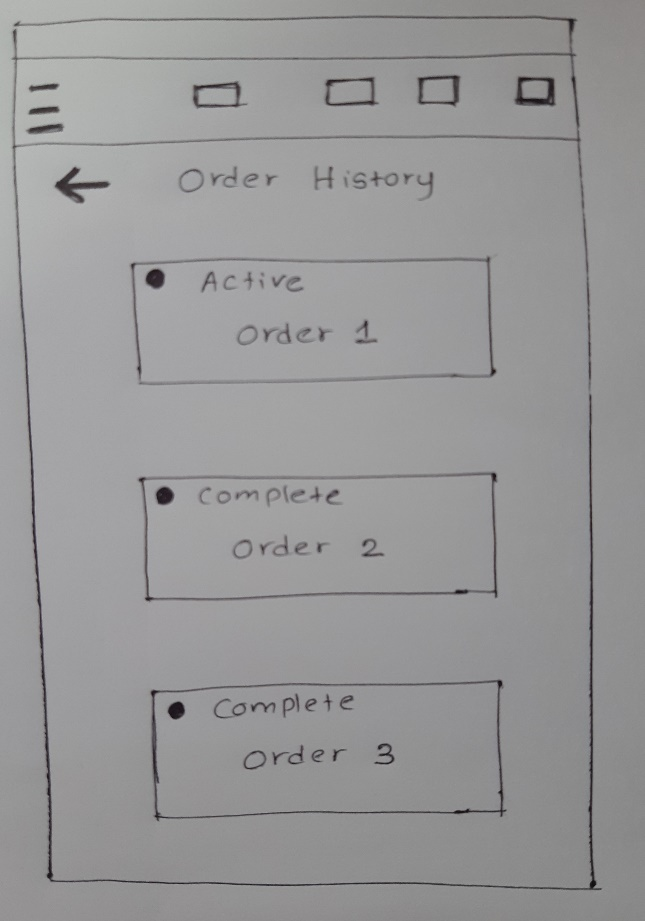 Order History
Active
Order 1
Complete
Order 2
Complete
Order 3